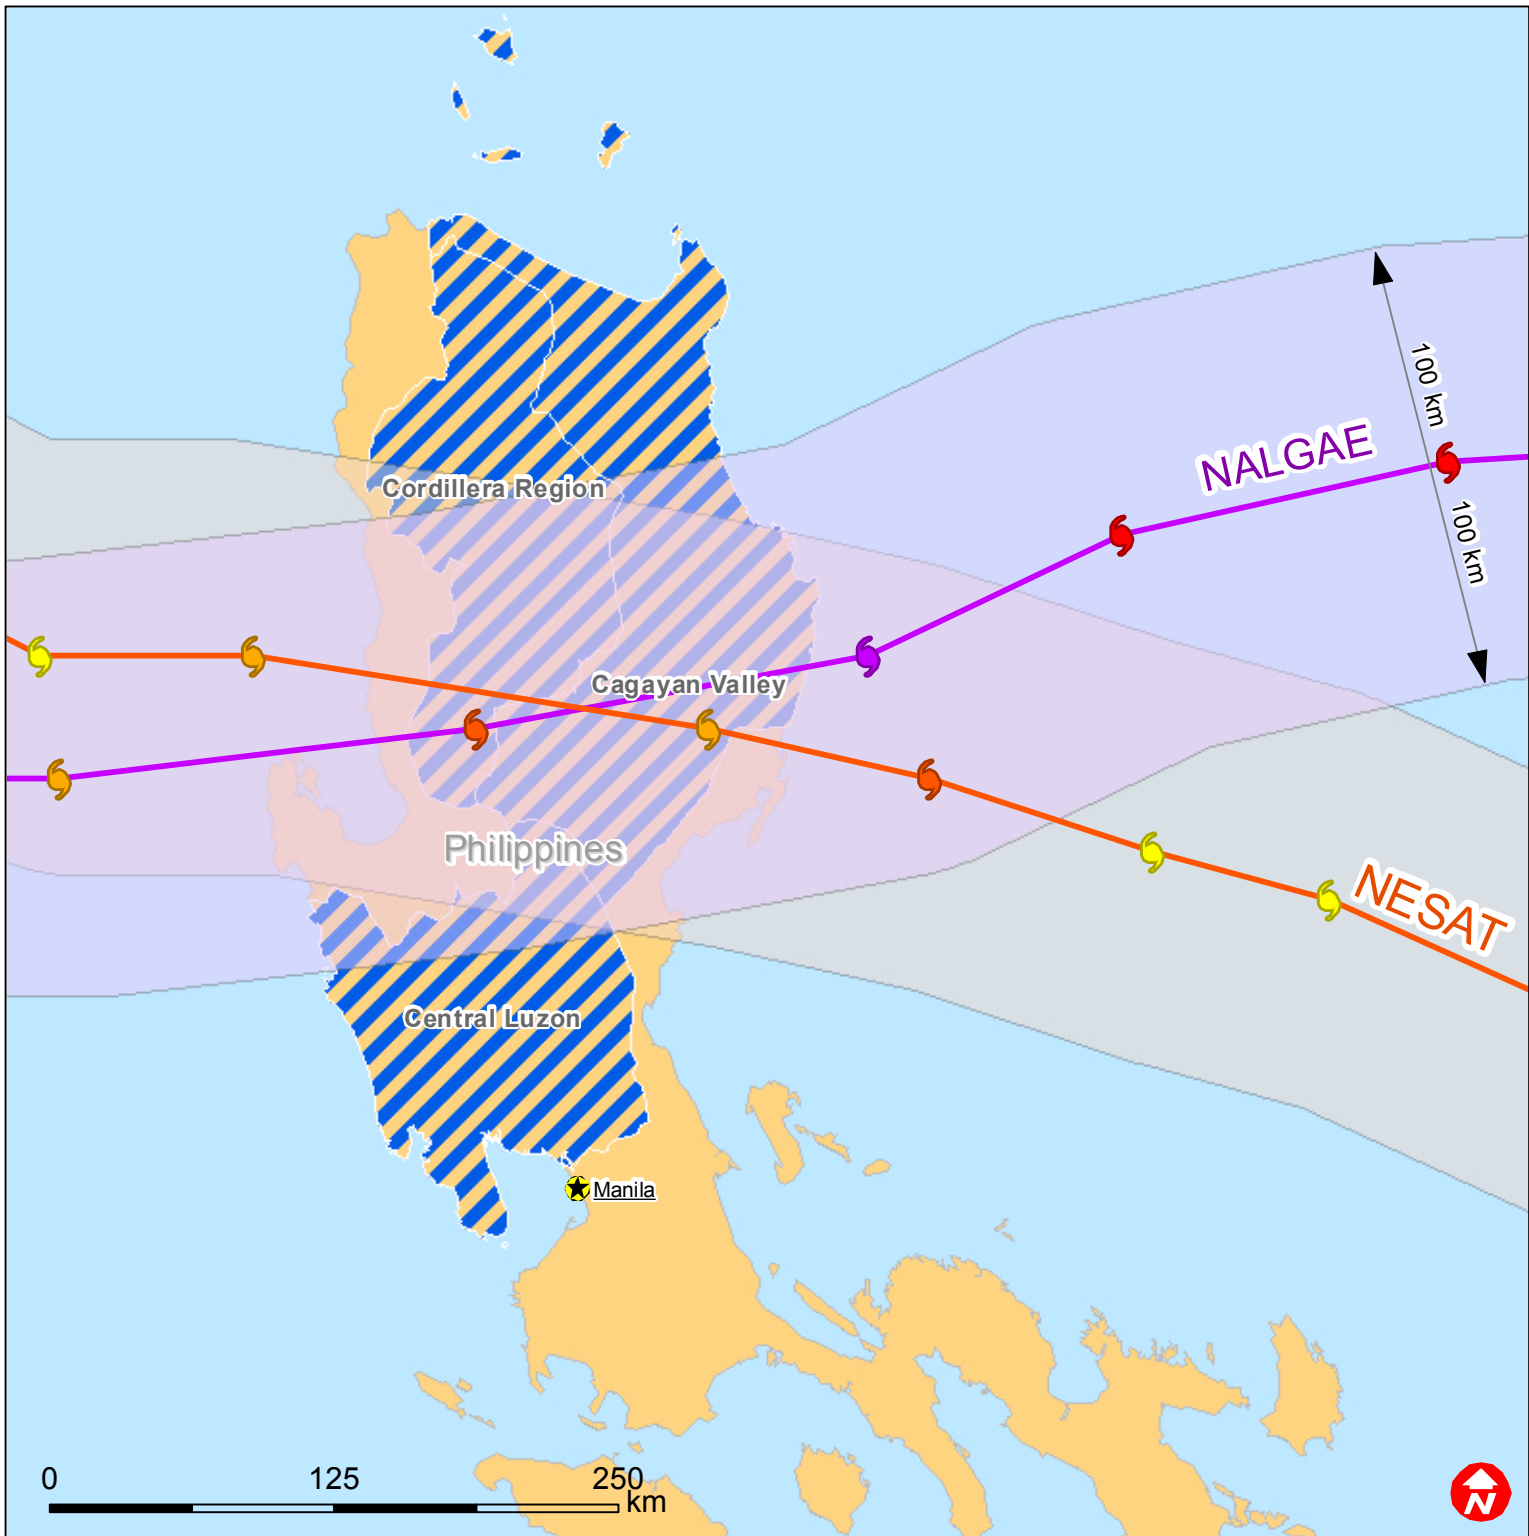 100 km
NALGAE
Cordillera Region
100 km
Cagayan Valley
Philippines
NESAT
Central Luzon
Manila
0 125 250
km
N